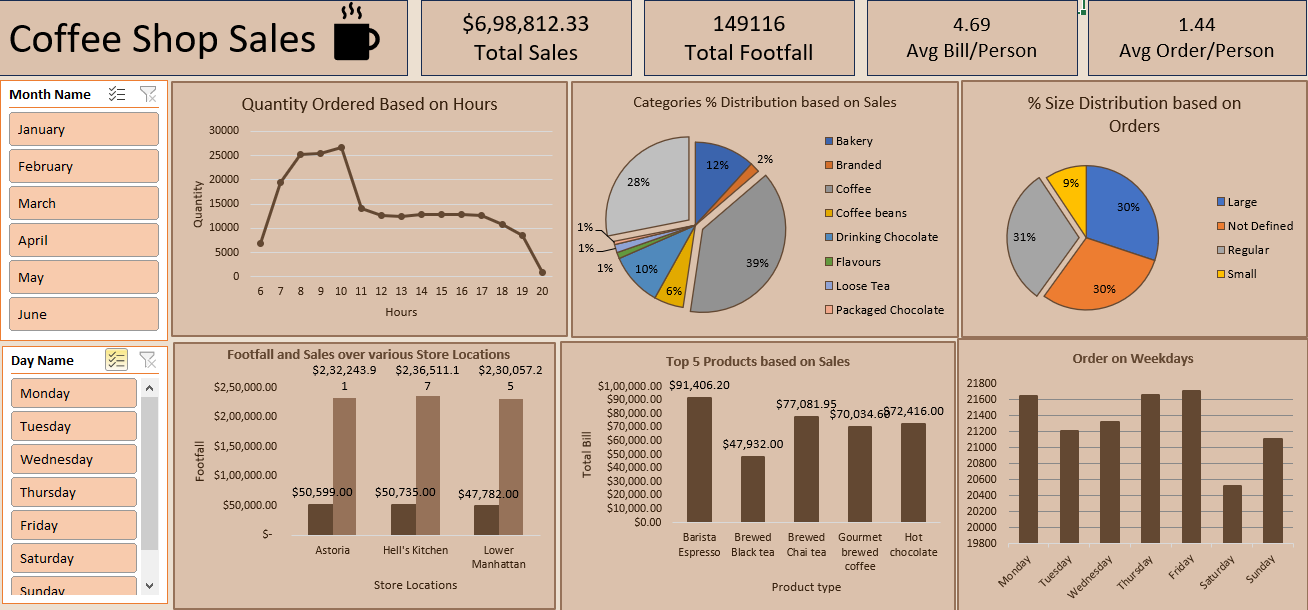 Coffee Shop Sales
$6,98,812.33
Total Sales
149116
Total Footfall
4.69
Avg Bill/Person
1.44
Avg Order/Person
Month Name
January
February
March
April
May
June
Quantity Ordered Based on Hours
30000
25000
20000
15000
10000
5000
0
Quantity
6 7 8 9 10 11 12 13 14 15 16 17 18 19 20
Hours
Categories % Distribution based on Sales
12%
2%
39%
6%
10%
1%
1%
1%
28%
Bakery
Branded
Coffee
Coffee beans
Drinking Chocolate
Flavours
Loose Tea
Packaged Chocolate
% Size Distribution based on
Orders
30%
30%
31%
9%
Large
Not Defined
Regular
Small
Day Name
Monday
Tuesday
Wednesday
Thursday
Friday
Saturday
Sunday
Footfall and Sales over various Store Locations
$2,50,000.00
$2,00,000.00
$1,50,000.00
$1,00,000.00
$50,000.00
$-
Footfall
$2,32,243.9
1
$2,36,511.1
7
$2,30,057.2
5
$50,599.00
$50,735.00
$47,782.00
Astoria
Hell's Kitchen
Lower
Manhattan
Store Locations
Top 5 Products based on Sales
$1,00,000.00
$90,000.00
$80,000.00
$70,000.00
$60,000.00
$50,000.00
$40,000.00
$30,000.00
$20,000.00
$10,000.00
$0.00
Total Bill
$91,406.20
$47,932.00
$77,081.95
$70,034.60
$72,416.00
Barista
Espresso
Brewed
Black tea
Brewed
Chai tea
Gourmet
brewed
coffee
Hot
chocolate
Product type
Order on Weekdays
21800
21600
21400
21200
21000
20800
20600
20400
20200
20000
19800
Monday
Tuesday
Wednesday
Thursday
Friday
Saturday
Sunday